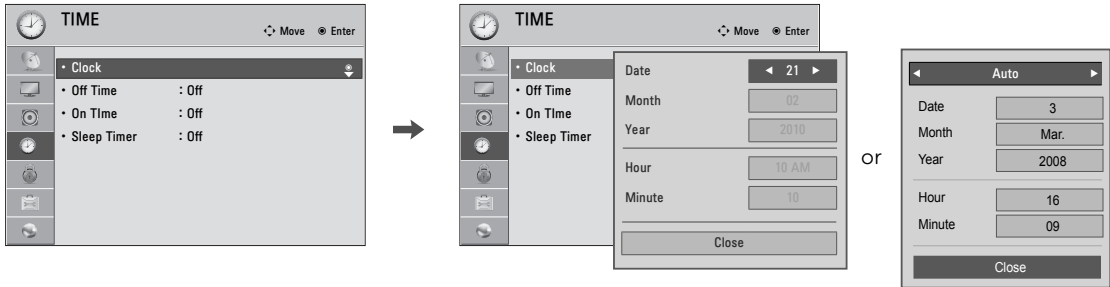 TIME
Move Enter
• Clock
• Off Time : Off
• On TIme : Off
• Sleep Timer : Off
TIME
Move Enter
• Clock
• Off Time
• On TIme
• Sleep Timer
Date ◄ 21 ►
Month 02
Year 2010
Hour 10 AM
Minute 10
Close
or
◄ Auto ►
Date 3
Month Mar.
Year 2008
Hour 16
Minute 09
Close